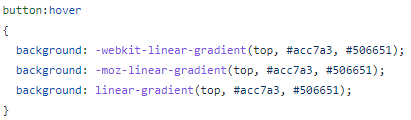 button:hover
{
  background: -webkit-linear-gradient(top, #acc7a3, #506651);
  background: -moz-linear-gradient(top, #acc7a3, #506651);
  background: linear-gradient(top, #acc7a3, #506651);
}